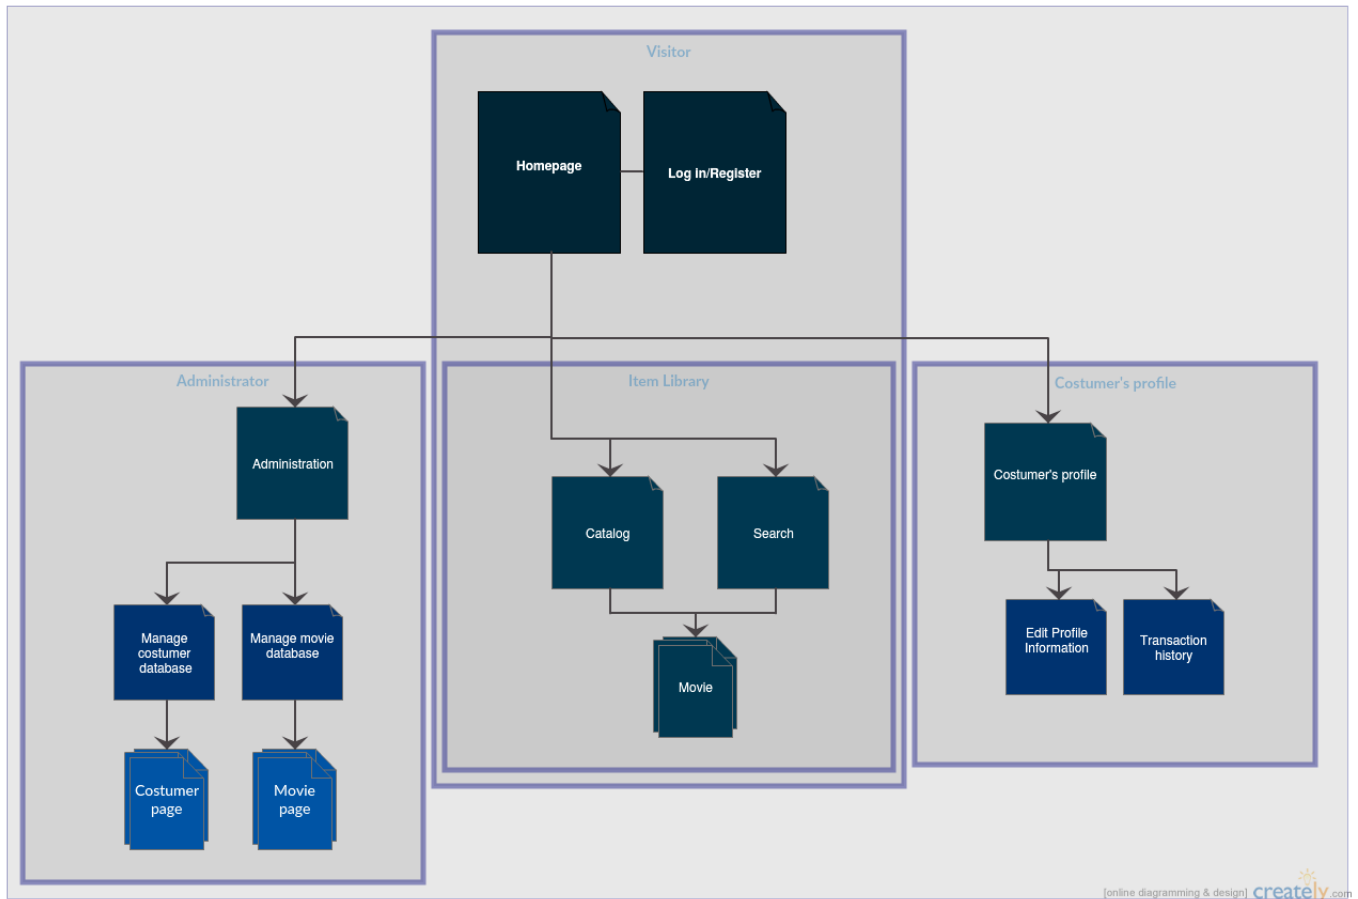 Visitor
Homepage
Log in/Register
Administrator
Item Library
Costumer's profile
Administration
Costumer's profile
Catalog
Search
Manage
costumer
database
Manage movie
database
Edit Profile
Information
Transaction
history
Movie
Costumer
page
Movie
page
[online diagramming & design] creately.com